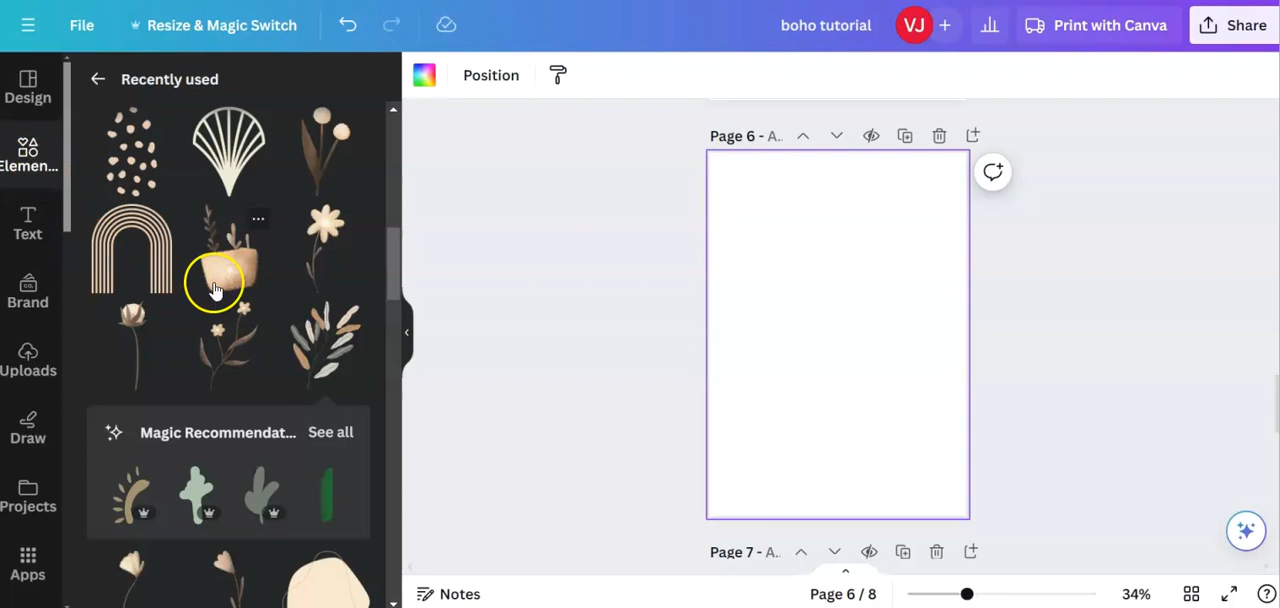 File
Resize & Magic Switch
boho tutorial
VJ
Print with Canva
Share
Design
Recently used
Position
Elemen...
Page 6 - A..
Text
Brand
Uploads
Magic Recommendat...
See all
Draw
Projects
Page 7 - A..
Apps
Notes
Page 6 / 8
34%